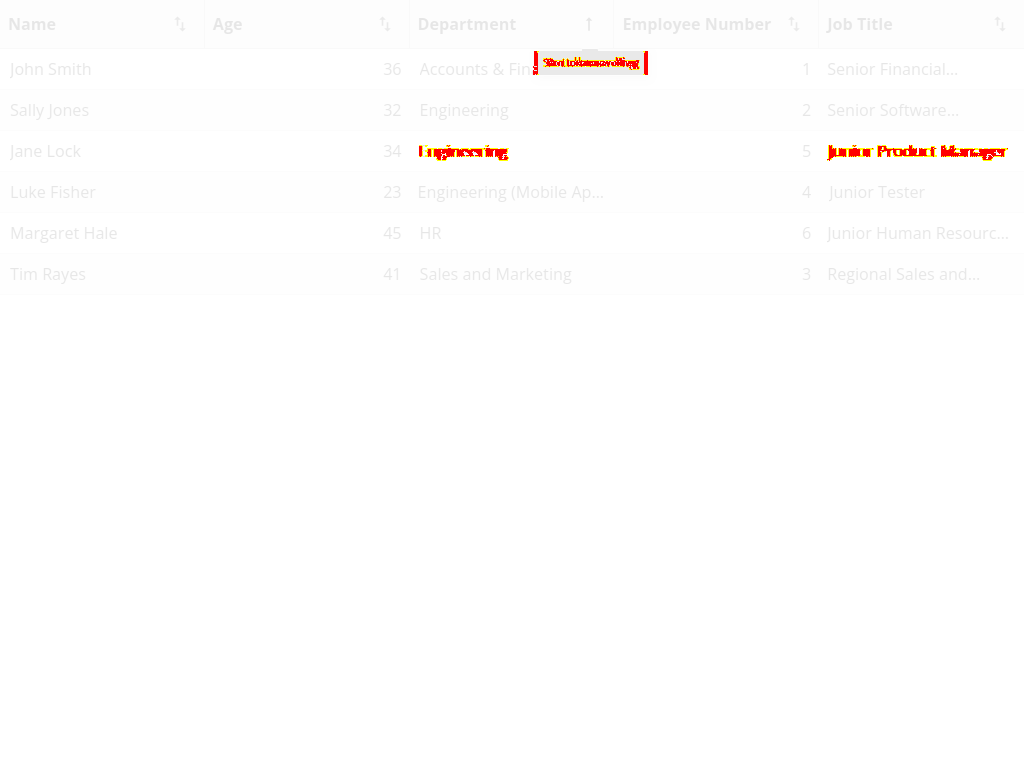 Name Age Department Employee Number Job Title
John Smith 36 Accounts & Fin 1 Senior Financial...
Sally Jones 32 Engineering 2 Senior Software...
Jane Lock 34 Engineering 5 Junior Product Manager
Luke Fisher 23 Engineering (Mobile Ap... 4 Junior Tester
Margaret Hale 45 HR 6 Junior Human Resourc...
Tim Rayes 41 Sales and Marketing 3 Regional Sales and...